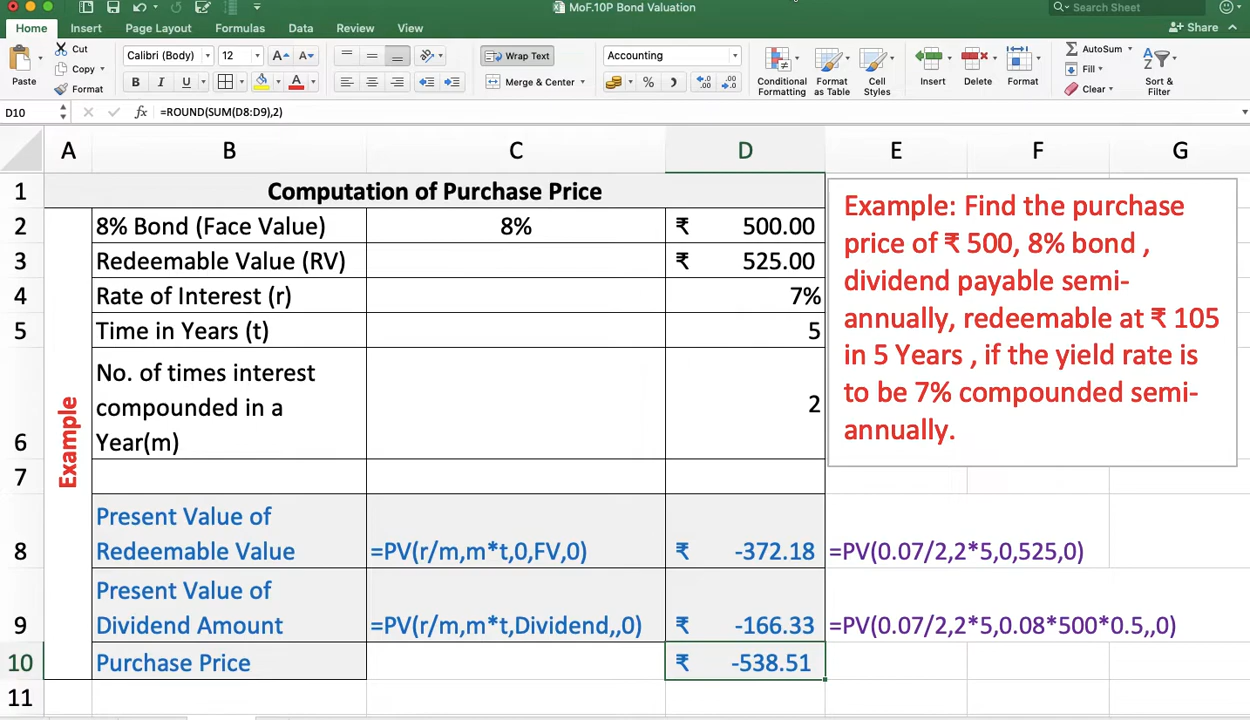 MoF.10P Bond Valuation
Search Sheet
Home Insert Page Layout Formulas Data Review View
Share
Paste
Cut
Copy
Format
Calibri (Body) 12
B I U
Wrap Text
Merge & Center
Accounting
%
Conditional Formatting
Format as Table
Cell Styles
Insert
Delete
Format
AutoSum
Fill
Clear
Sort & Filter
D10 fx =ROUND(SUM(D8:D9),2)
A B C D E F G
1 Computation of Purchase Price
2 8% Bond (Face Value) 8% ₹ 500.00
3 Redeemable Value (RV) ₹ 525.00
4 Rate of Interest (r) 7%
5 Time in Years (t) 5
No. of times interest
compounded in a 2
6 Year(m)
7
Example
Present Value of
8 Redeemable Value =PV(r/m,m*t,0,FV,0) ₹ -372.18 =PV(0.07/2,2*5,0,525,0)
Present Value of
9 Dividend Amount =PV(r/m,m*t,Dividend,,0) ₹ -166.33 =PV(0.07/2,2*5,0.08*500*0.5,,0)
10 Purchase Price ₹ -538.51
11
Example: Find the purchase
price of ₹ 500, 8% bond ,
dividend payable semi-
annually, redeemable at ₹ 105
in 5 Years , if the yield rate is
to be 7% compounded semi-
annually.